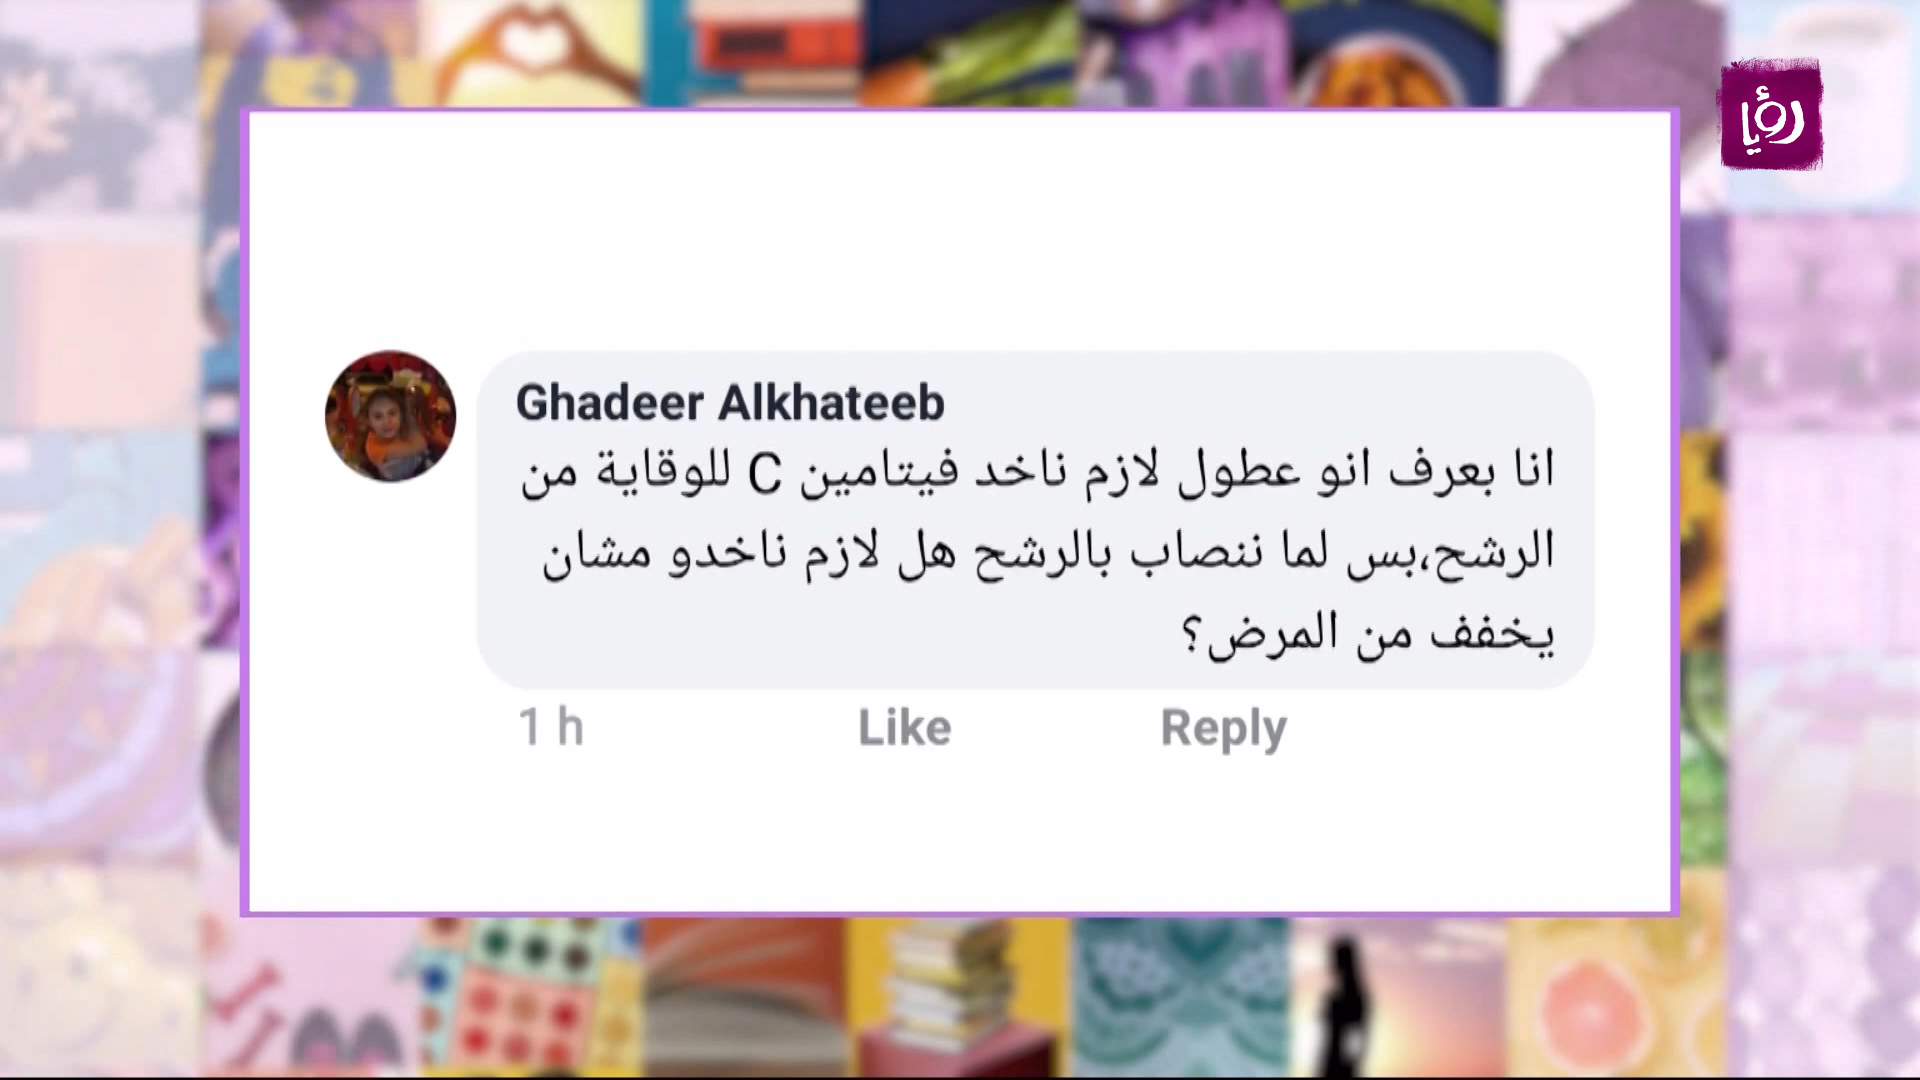 رؤيا
Ghadeer Alkhateeb
انا بعرف انو عطول لازم ناخد فيتامين C للوقاية من
الرشح،بس لما ننصاب بالرشح هل لازم ناخدو مشان
يخفف من المرض؟
1 h Like Reply